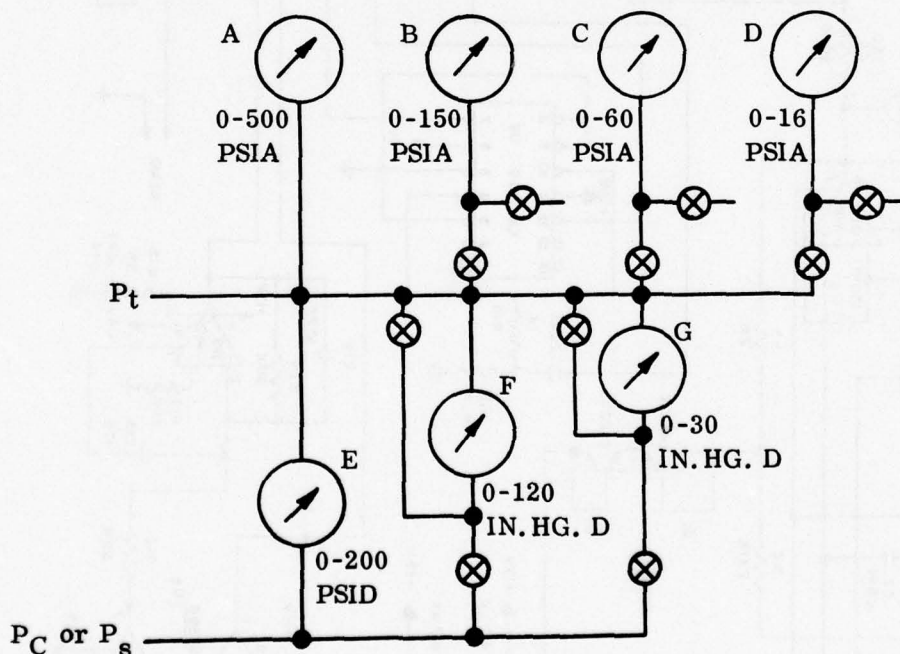 A
B
C
D
0-500
PSIA
0-150
PSIA
0-60
PSIA
0-16
PSIA
Pt
G
F
E
0-30
IN. HG. D
0-120
IN. HG. D
0-200
PSID
PC or Ps